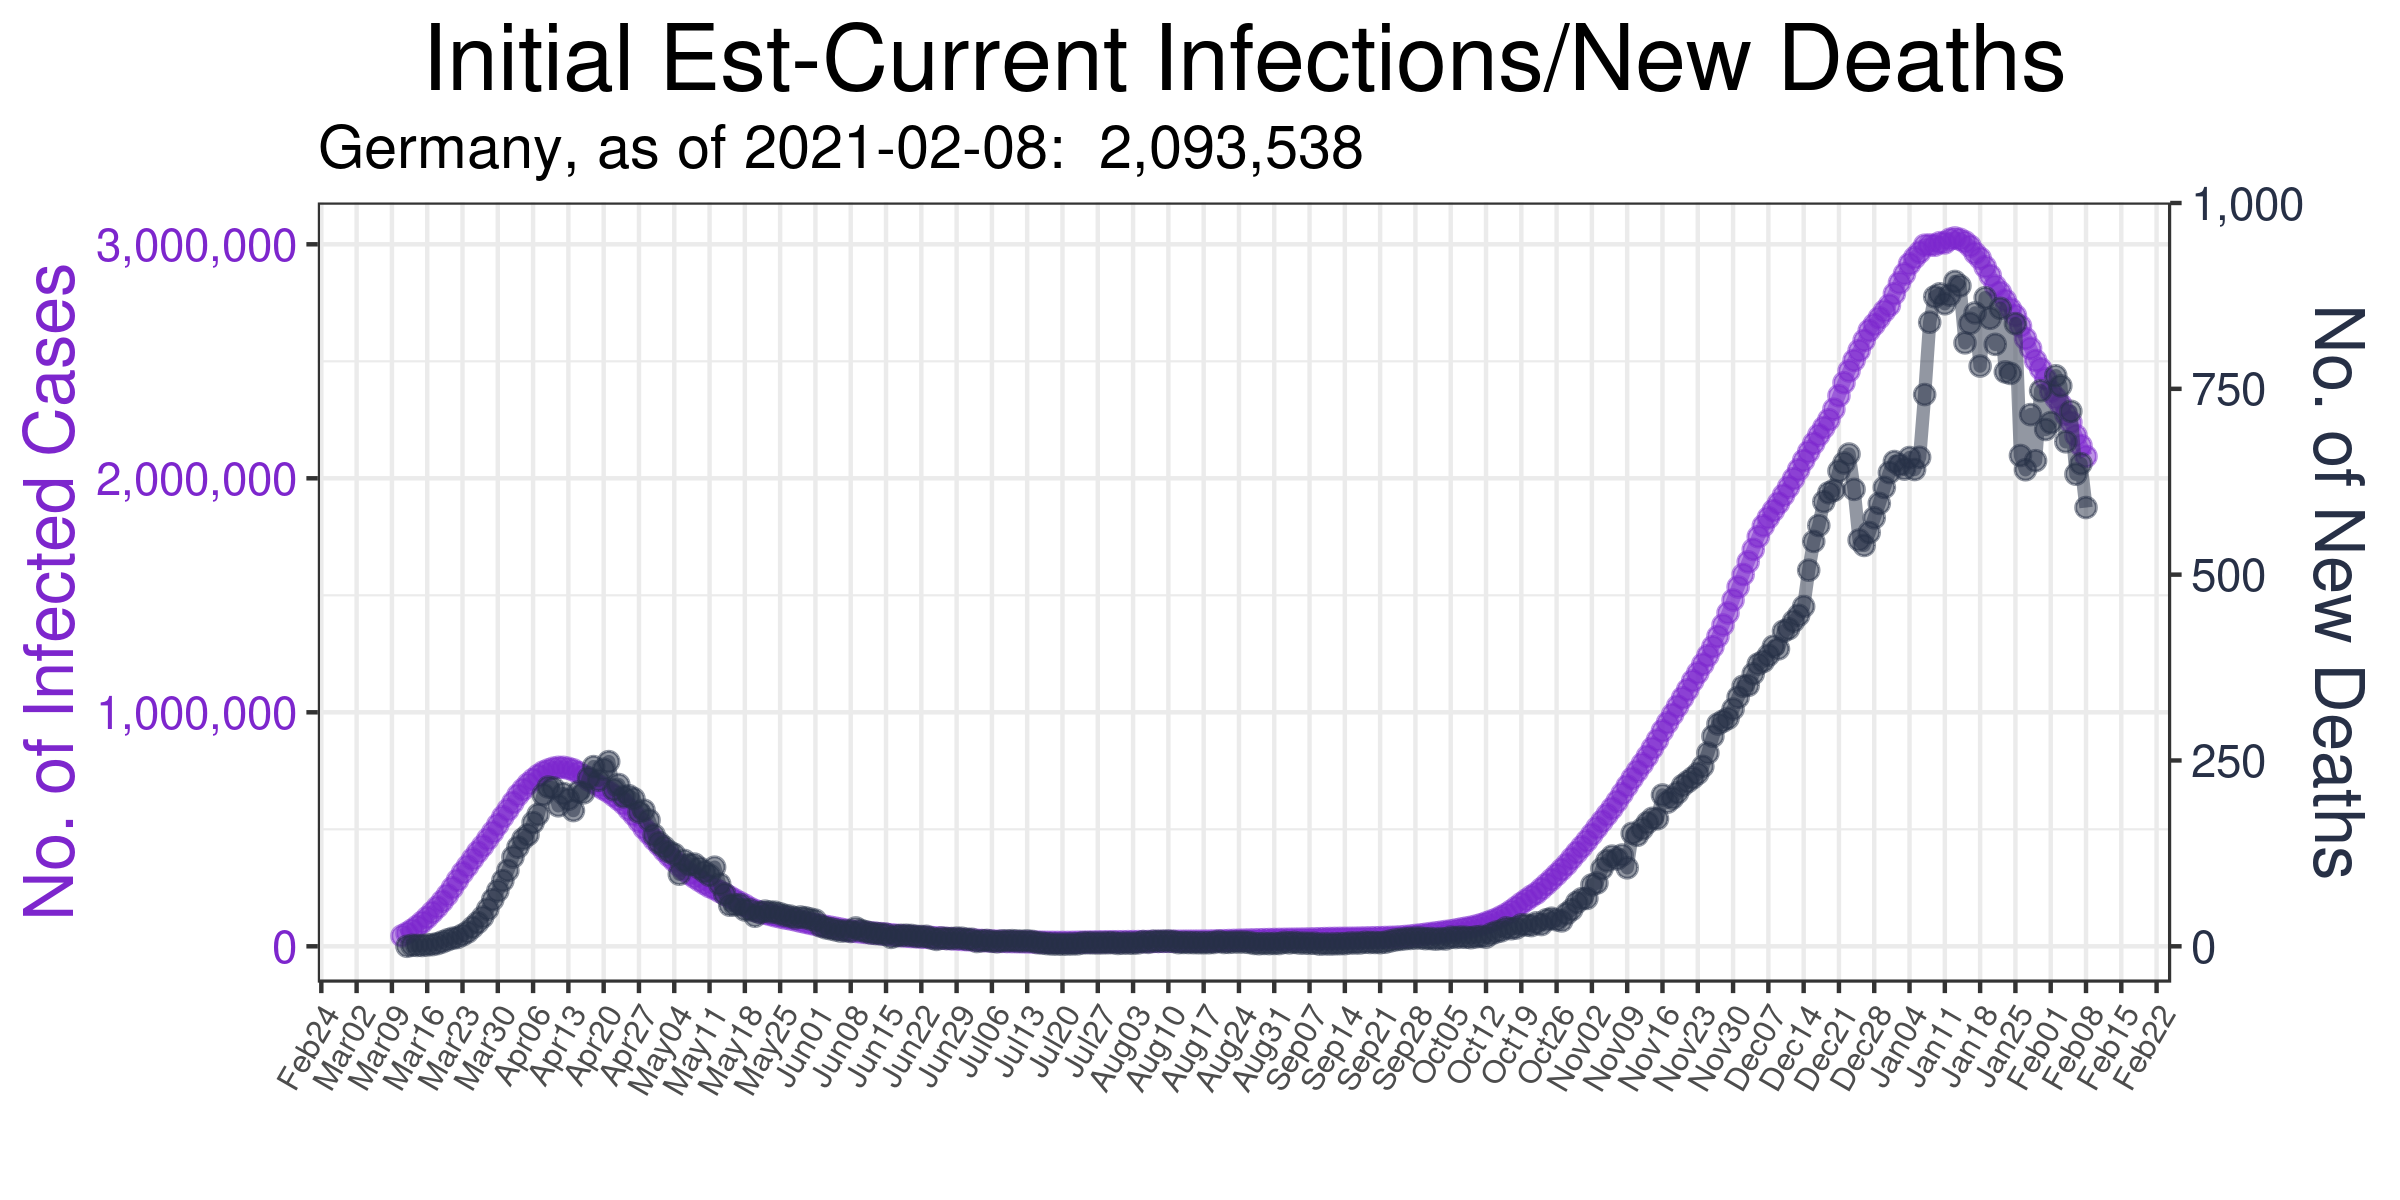 Initial Est-Current Infections/New Deaths
Germany, as of 2021-02-08:  2,093,538
No. of Infected Cases
3,000,000
2,000,000
1,000,000
0
1,000
750
500
250
0
No. of New Deaths
Feb24
Mar02
Mar09
Mar16
Mar23
Mar30
Apr06
Apr13
Apr20
Apr27
May04
May11
May18
May25
Jun01
Jun08
Jun15
Jun22
Jun29
Jul06
Jul13
Jul20
Jul27
Aug03
Aug10
Aug17
Aug24
Aug31
Sep07
Sep14
Sep21
Sep28
Oct05
Oct12
Oct19
Oct26
Nov02
Nov09
Nov16
Nov23
Nov30
Dec07
Dec14
Dec21
Dec28
Jan04
Jan11
Jan18
Jan25
Feb01
Feb08
Feb15
Feb22